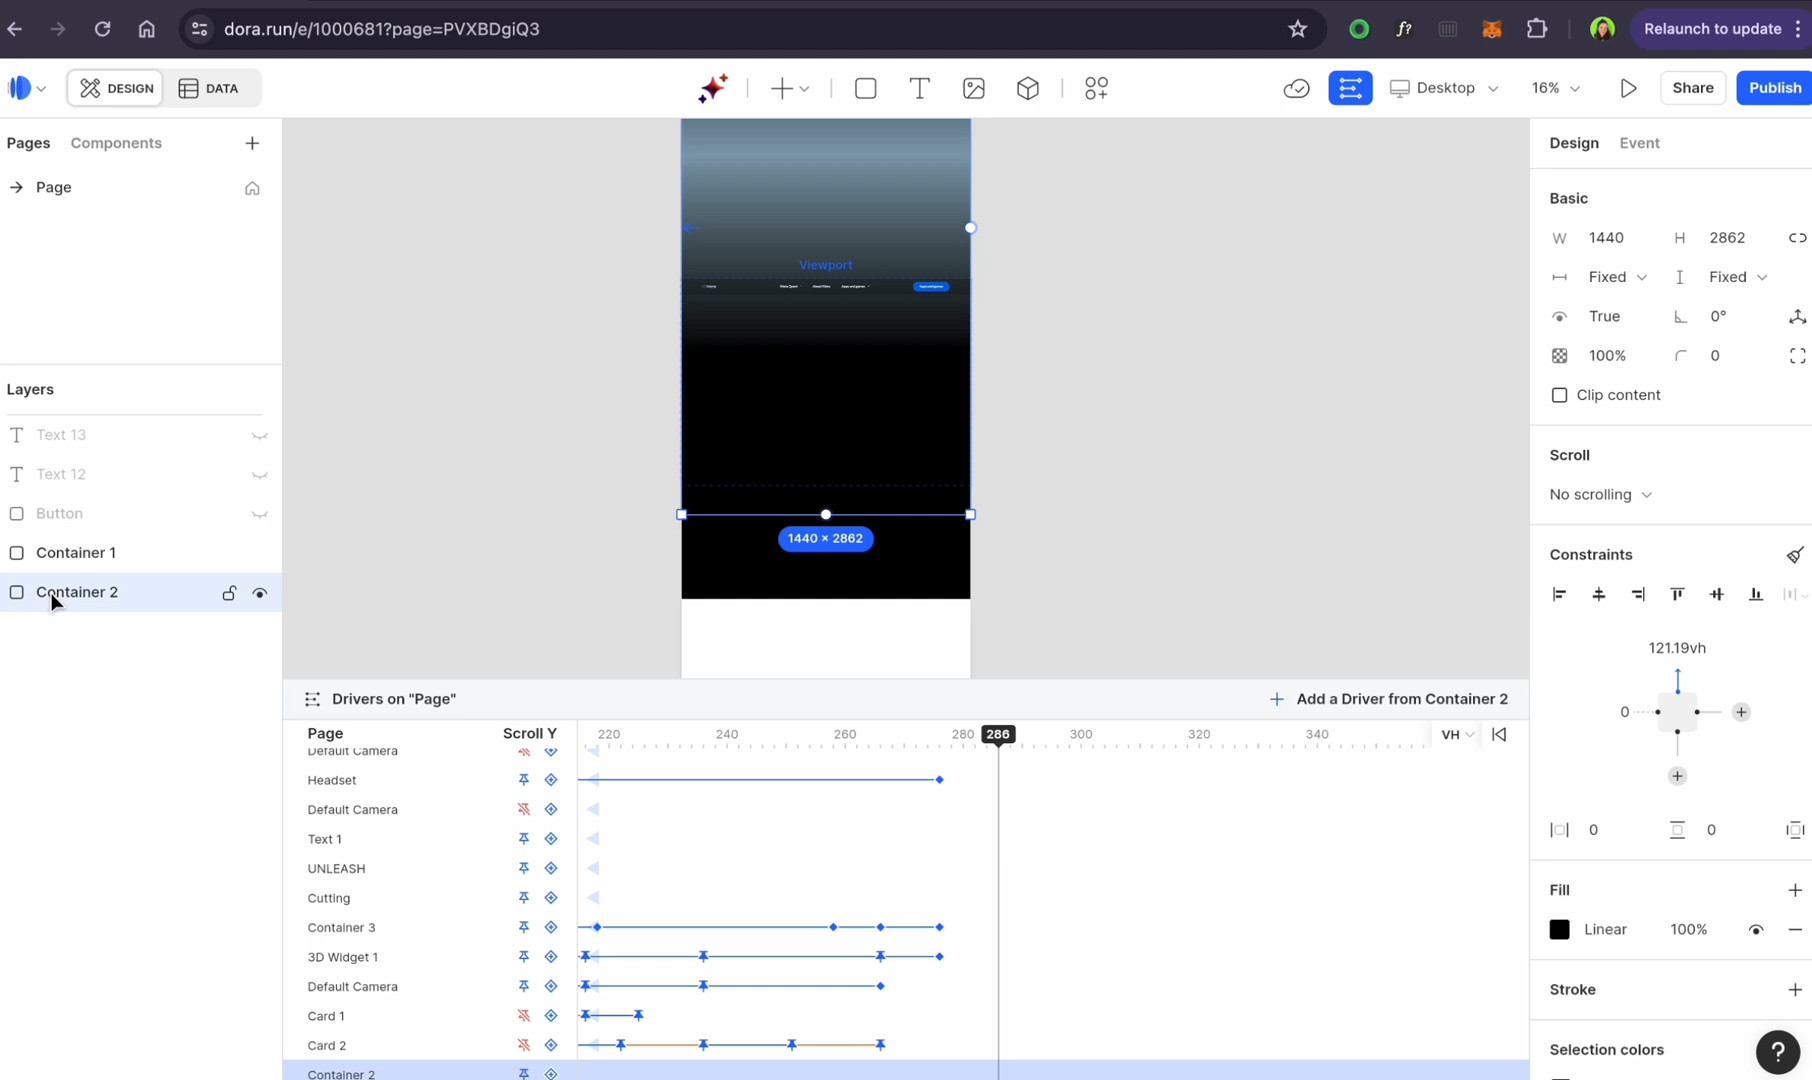 dora.run/e/1000681?page=PVXBDgiQ3
f?
Relaunch to update
DESIGN
DATA
Desktop
16%
Share
Publish
Pages
Components
Page
Layers
Text 13
Text 12
Button
Container 1
Container 2
Viewport
1440 × 2862
Design
Event
Basic
W 1440 H 2862
Fixed Fixed
True 0°
100% 0
Clip content
Scroll
No scrolling
Constraints
121.19vh
0
0 0
Fill
Linear 100%
Stroke
Selection colors
?
Drivers on "Page"
Add a Driver from Container 2
Page Scroll Y 220 240 260 280 286 300 320 340 VH
Default Camera
Headset
Default Camera
Text 1
UNLEASH
Cutting
Container 3
3D Widget 1
Default Camera
Card 1
Card 2
Container 2